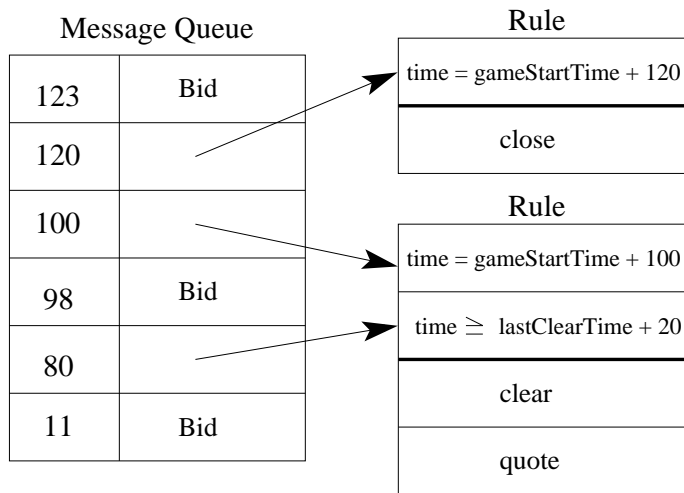 Message Queue
123 Bid
120
100
98 Bid
80
11 Bid
Rule
time = gameStartTime + 120
close
Rule
time = gameStartTime + 100
time ≥ lastClearTime + 20
clear
quote